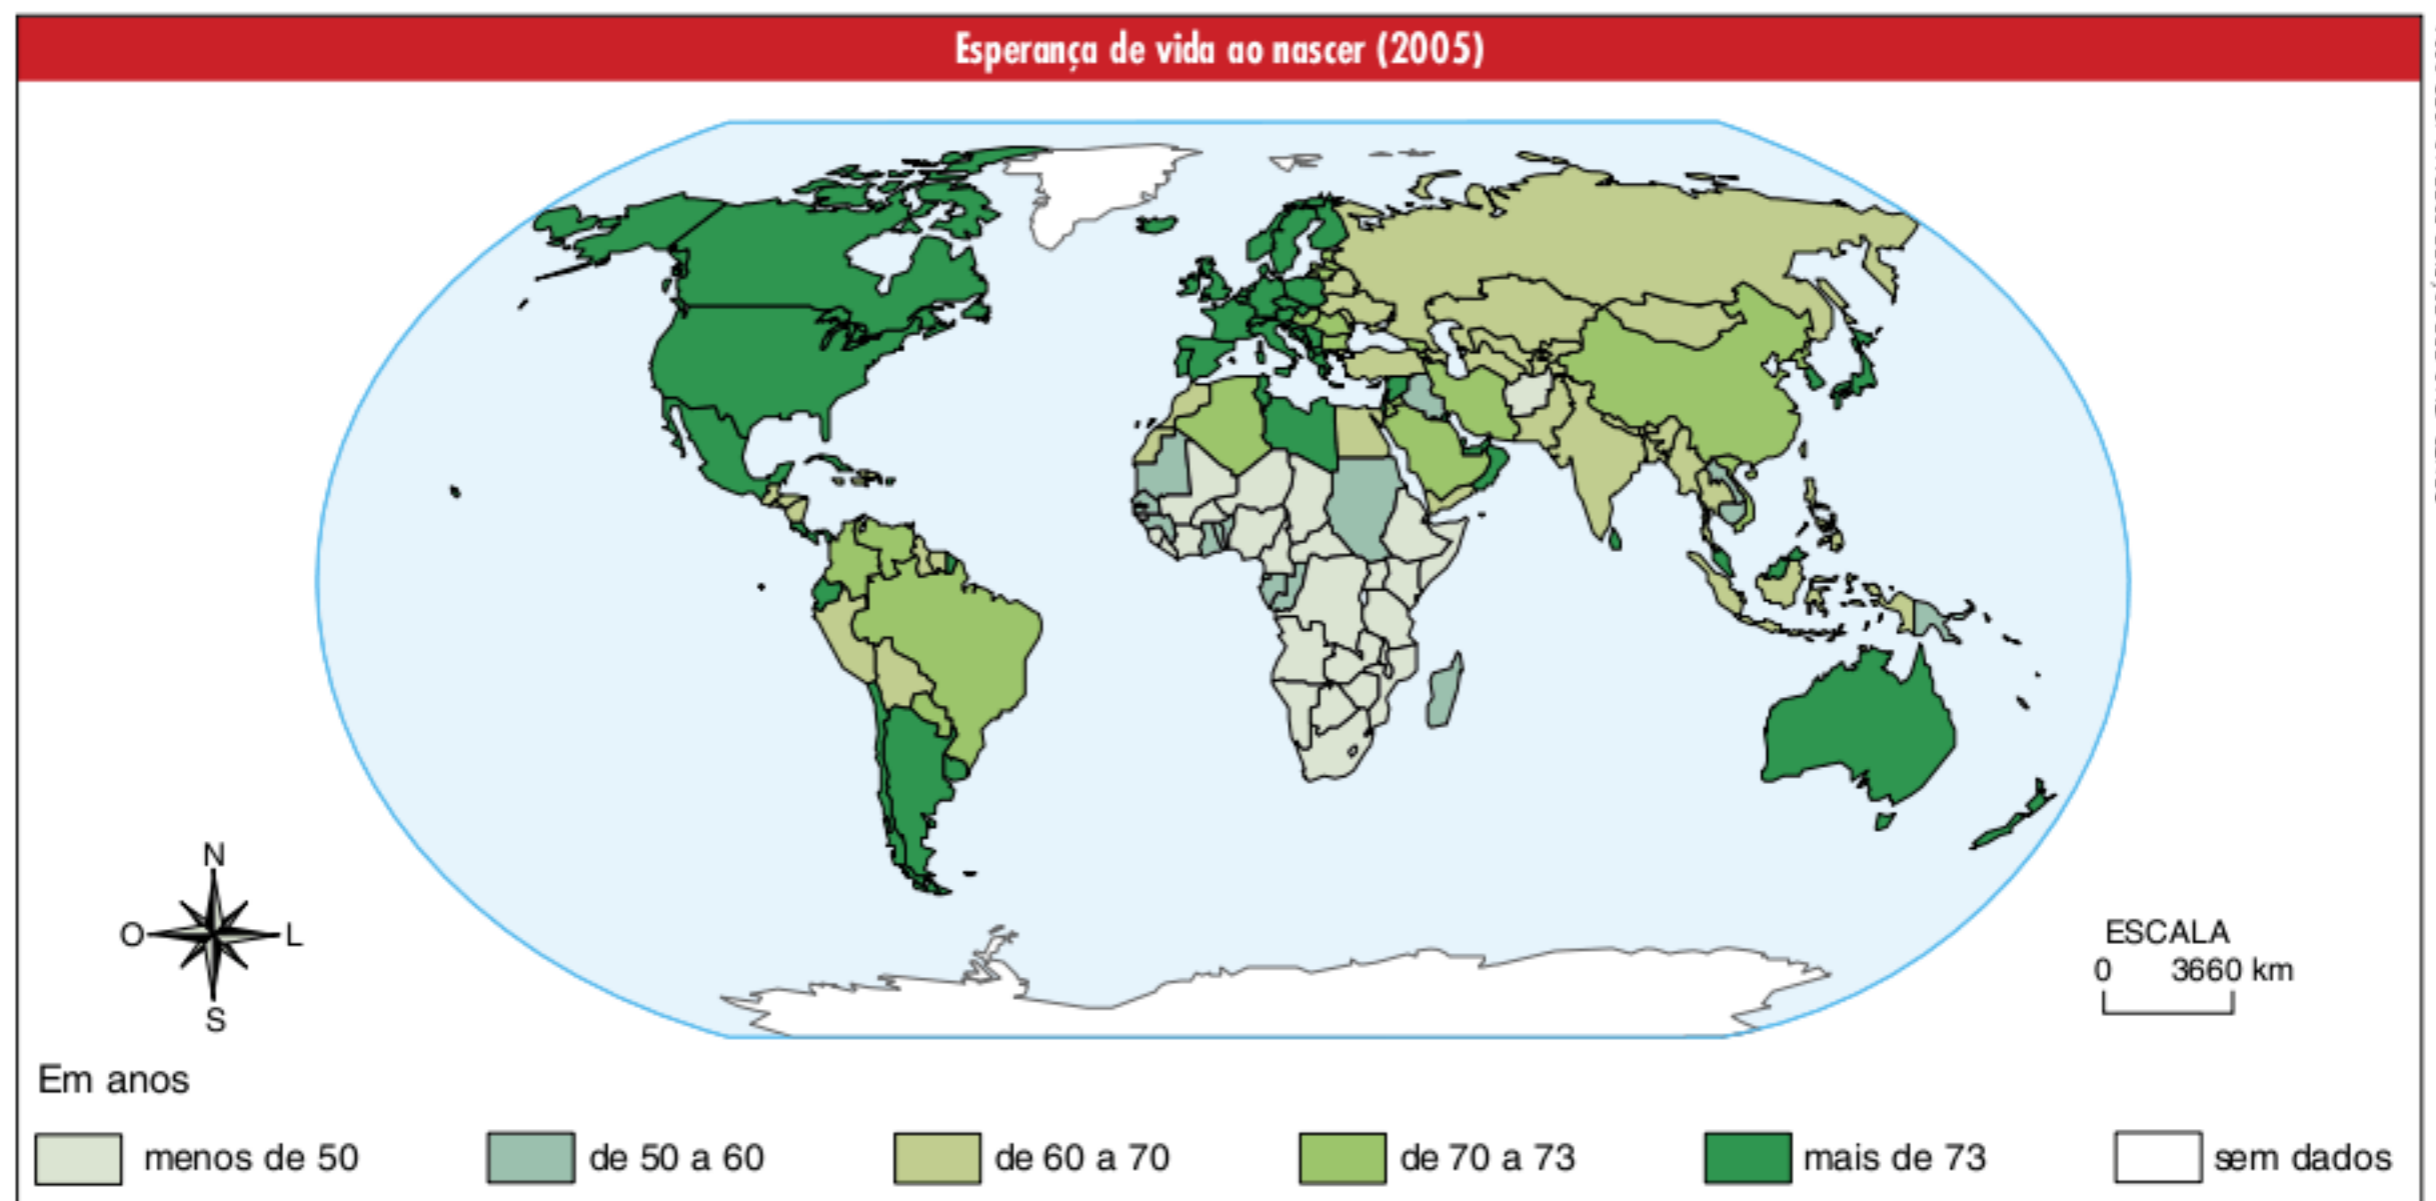 Esperança de vida ao nascer (2005)
N
O
L
S
ESCALA
0 3660 km
Em anos
menos de 50
de 50 a 60
de 60 a 70
de 70 a 73
mais de 73
sem dados